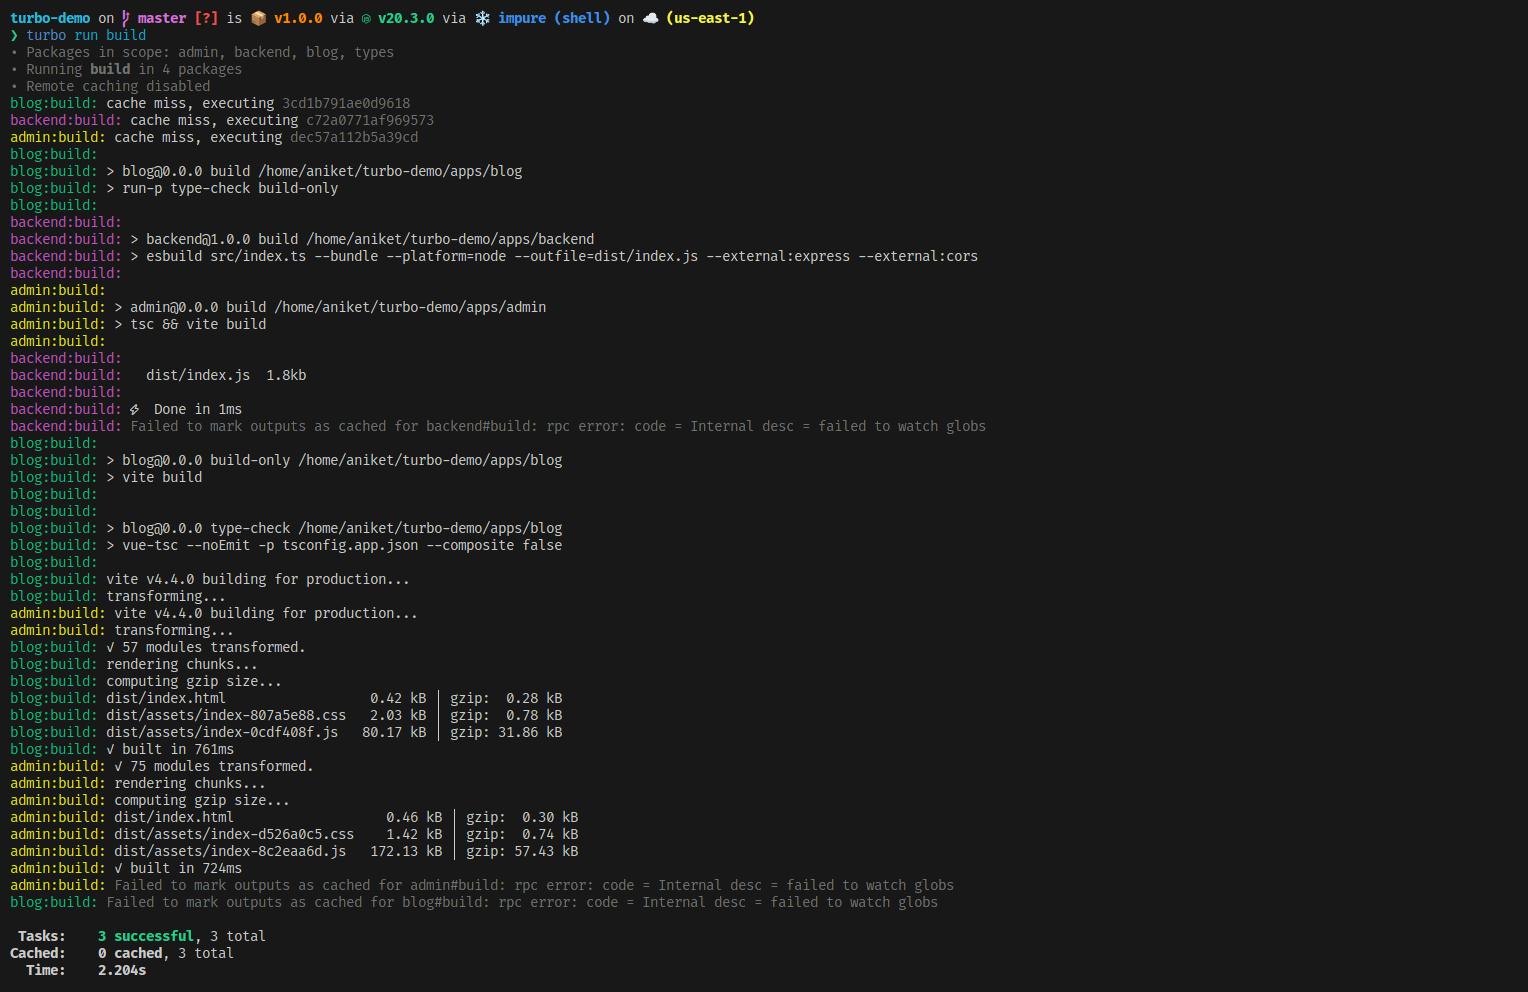 turbo-demo on master [?] is 📦 v1.0.0 via v20.3.0 via ❄️ impure (shell) on ☁️ (us-east-1)
❯ turbo run build
• Packages in scope: admin, backend, blog, types
• Running build in 4 packages
• Remote caching disabled
blog:build: cache miss, executing 3cd1b791ae0d9618
backend:build: cache miss, executing c72a0771af969573
admin:build: cache miss, executing dec57a112b5a39cd
blog:build:
blog:build: > blog@0.0.0 build /home/aniket/turbo-demo/apps/blog
blog:build: > run-p type-check build-only
blog:build:
backend:build:
backend:build: > backend@1.0.0 build /home/aniket/turbo-demo/apps/backend
backend:build: > esbuild src/index.ts --bundle --platform=node --outfile=dist/index.js --external:express --external:cors
backend:build:
admin:build:
admin:build: > admin@0.0.0 build /home/aniket/turbo-demo/apps/admin
admin:build: > tsc && vite build
admin:build:
backend:build:
backend:build:   dist/index.js  1.8kb
backend:build:
backend:build: ⚡ Done in 1ms
backend:build: Failed to mark outputs as cached for backend#build: rpc error: code = Internal desc = failed to watch globs
blog:build:
blog:build: > blog@0.0.0 build-only /home/aniket/turbo-demo/apps/blog
blog:build: > vite build
blog:build:
blog:build:
blog:build: > blog@0.0.0 type-check /home/aniket/turbo-demo/apps/blog
blog:build: > vue-tsc --noEmit -p tsconfig.app.json --composite false
blog:build:
blog:build: vite v4.4.0 building for production...
blog:build: transforming...
admin:build: vite v4.4.0 building for production...
admin:build: transforming...
blog:build: √ 57 modules transformed.
blog:build: rendering chunks...
blog:build: computing gzip size...
blog:build: dist/index.html                  0.42 kB │ gzip:  0.28 kB
blog:build: dist/assets/index-807a5e88.css   2.03 kB │ gzip:  0.78 kB
blog:build: dist/assets/index-0cdf408f.js   80.17 kB │ gzip: 31.86 kB
blog:build: √ built in 761ms
admin:build: √ 75 modules transformed.
admin:build: rendering chunks...
admin:build: computing gzip size...
admin:build: dist/index.html                   0.46 kB │ gzip:  0.30 kB
admin:build: dist/assets/index-d526a0c5.css    1.42 kB │ gzip:  0.74 kB
admin:build: dist/assets/index-8c2eaa6d.js   172.13 kB │ gzip: 57.43 kB
admin:build: √ built in 724ms
admin:build: Failed to mark outputs as cached for admin#build: rpc error: code = Internal desc = failed to watch globs
blog:build: Failed to mark outputs as cached for blog#build: rpc error: code = Internal desc = failed to watch globs
Tasks:    3 successful, 3 total
Cached:    0 cached, 3 total
Time:    2.204s